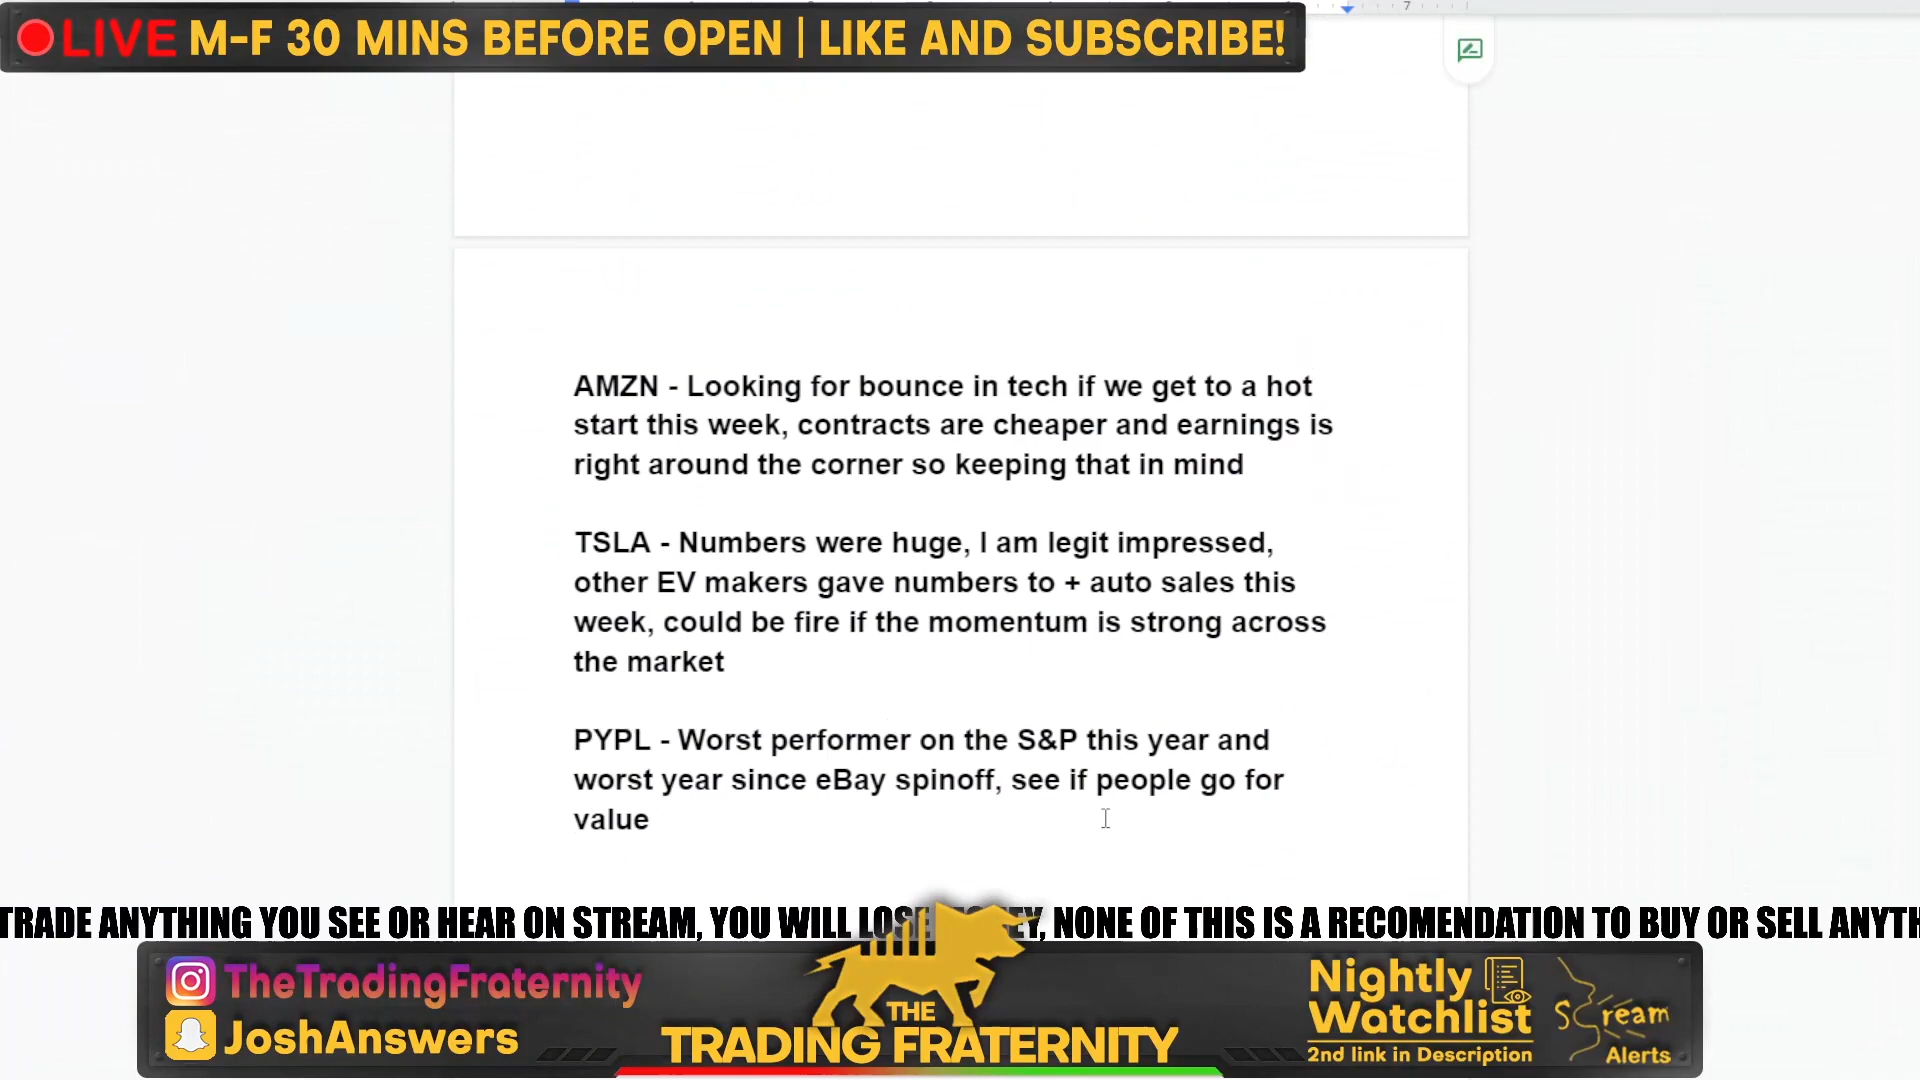 LIVE M-F 30 MINS BEFORE OPEN | LIKE AND SUBSCRIBE!
7
AMZN - Looking for bounce in tech if we get to a hot
start this week, contracts are cheaper and earnings is
right around the corner so keeping that in mind
TSLA - Numbers were huge, I am legit impressed,
other EV makers gave numbers to + auto sales this
week, could be fire if the momentum is strong across
the market
PYPL - Worst performer on the S&P this year and
worst year since eBay spinoff, see if people go for
value
TRADE ANYTHING YOU SEE OR HEAR ON STREAM, YOU WILL NONE OF THIS IS A RECOMENDATION TO BUY OR SELL
TheTradingFraternity
JoshAnswers
THE
TRADING FRATERNITY
Nightly
Watchlist
2nd link in Description
Scream
Alerts